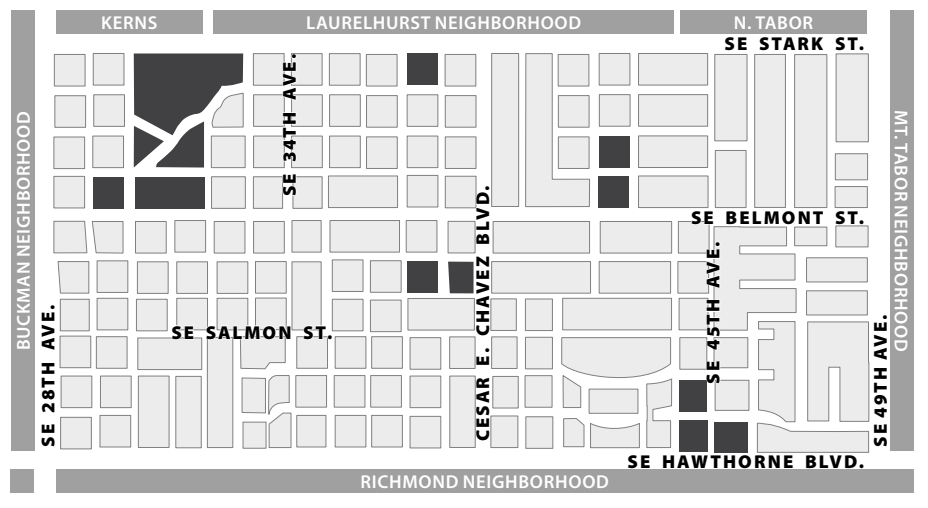 KERNS
LAURELHURST NEIGHBORHOOD
N. TABOR
SE STARK ST.
BUCKMAN NEIGHBORHOOD
SE 34TH AVE.
MT. TABOR NEIGHBORHOOD
SE BELMONT ST.
CESAR E. CHAVEZ BLVD.
SE 45TH AVE.
SE SALMON ST.
SE 28TH AVE.
SE 49TH AVE.
SE HAWTHORNE BLVD.
RICHMOND NEIGHBORHOOD